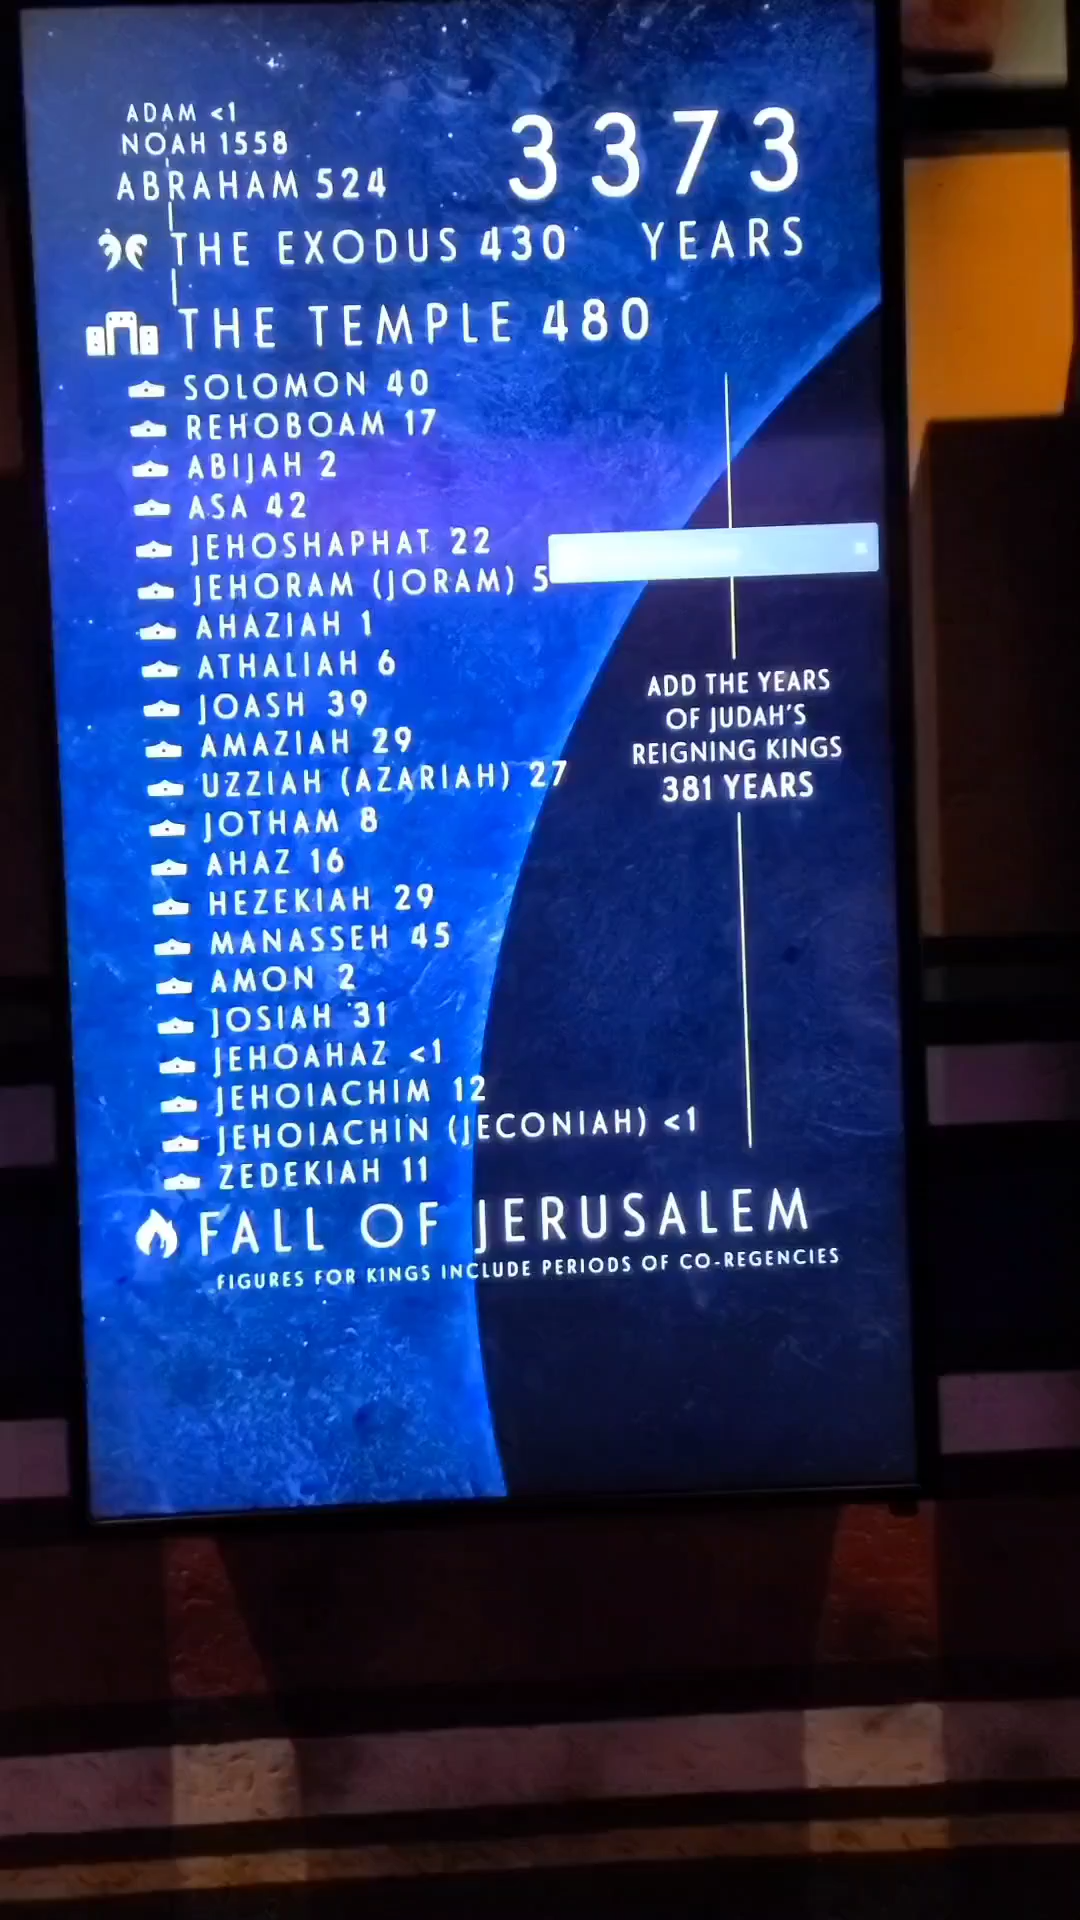 ADAM <1
NOAH 1558
ABRAHAM 524
3373
YEARS
THE EXODUS 430
THE TEMPLE 480
SOLOMON 40
REHOBOAM 17
ABIJAH 2
ASA 42
JEHOSHAPHAT 22
JEHORAM (JORAM) 5
AHAZIAH 1
ATHALIAH 6
JOASH 39
AMAZIAH 29
UZZIAH (AZARIAH) 27
JOTHAM 8
AHAZ 16
HEZEKIAH 29
MANASSEH 45
AMON 2
JOSIAH 31
JEHOAHAZ <1
JEHOIACHIM 12
JEHOIACHIN (JECONIAH) <1
ZEDEKIAH 11
ADD THE YEARS
OF JUDAH'S
REIGNING KINGS
381 YEARS
FALL OF JERUSALEM
FIGURES FOR KINGS INCLUDE PERIODS OF CO-REGENCIES